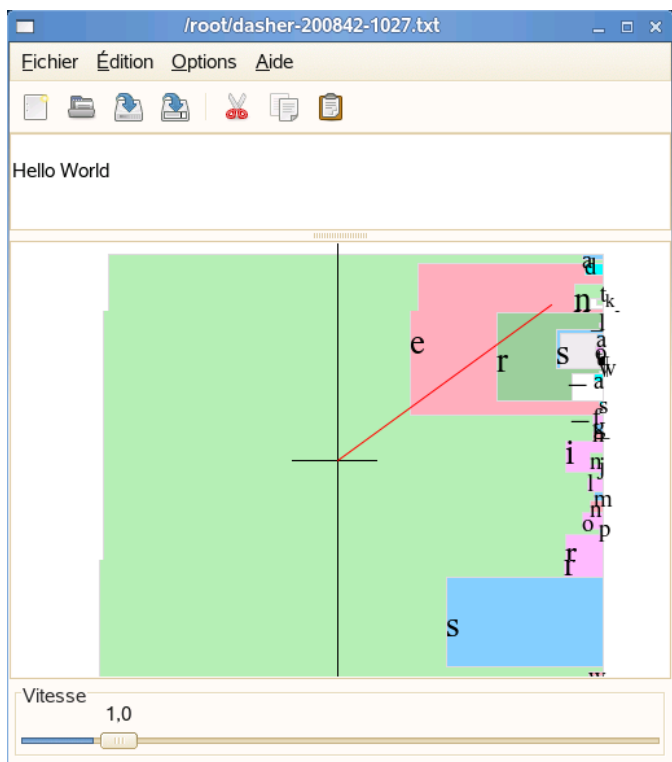 /root/dasher-200842-1027.txt
Fichier Édition Options Aide
Hello World
d
n
t
k
e
l
a
r
s
w
a
s
i
n
j
l
m
n
o
p
r
f
s
w
Vitesse
1,0